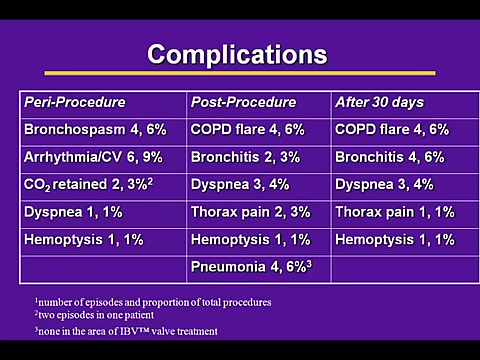 Complications
Peri-Procedure Post-Procedure After 30 days
Bronchospasm 4, 6% COPD flare 4, 6% COPD flare 4, 6%
Arrhythmia/CV 6, 9% Bronchitis 2, 3% Bronchitis 4, 6%
CO2 retained 2, 3%2 Dyspnea 3, 4% Dyspnea 3, 4%
Dyspnea 1, 1% Thorax pain 2, 3% Thorax pain 1, 1%
Hemoptysis 1, 1% Hemoptysis 1, 1% Hemoptysis 1, 1%
Pneumonia 4, 6%3
1number of episodes and proportion of total procedures
2two episodes in one patient
3none in the area of IBV™ valve treatment